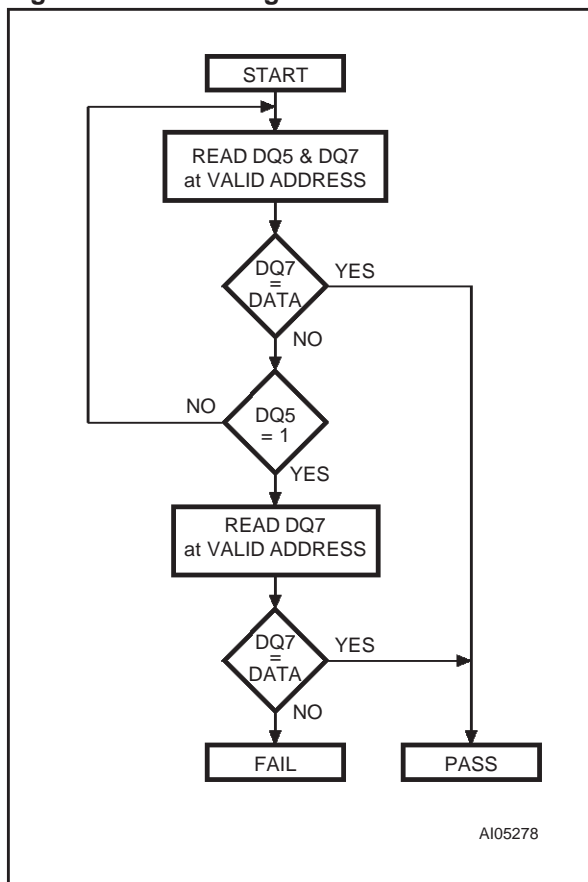 START
READ DQ5 & DQ7
at VALID ADDRESS
DQ7
=
DATA
YES
NO
DQ5
= 1
NO
YES
READ DQ7
at VALID ADDRESS
DQ7
=
DATA
YES
NO
FAIL
PASS
AI05278